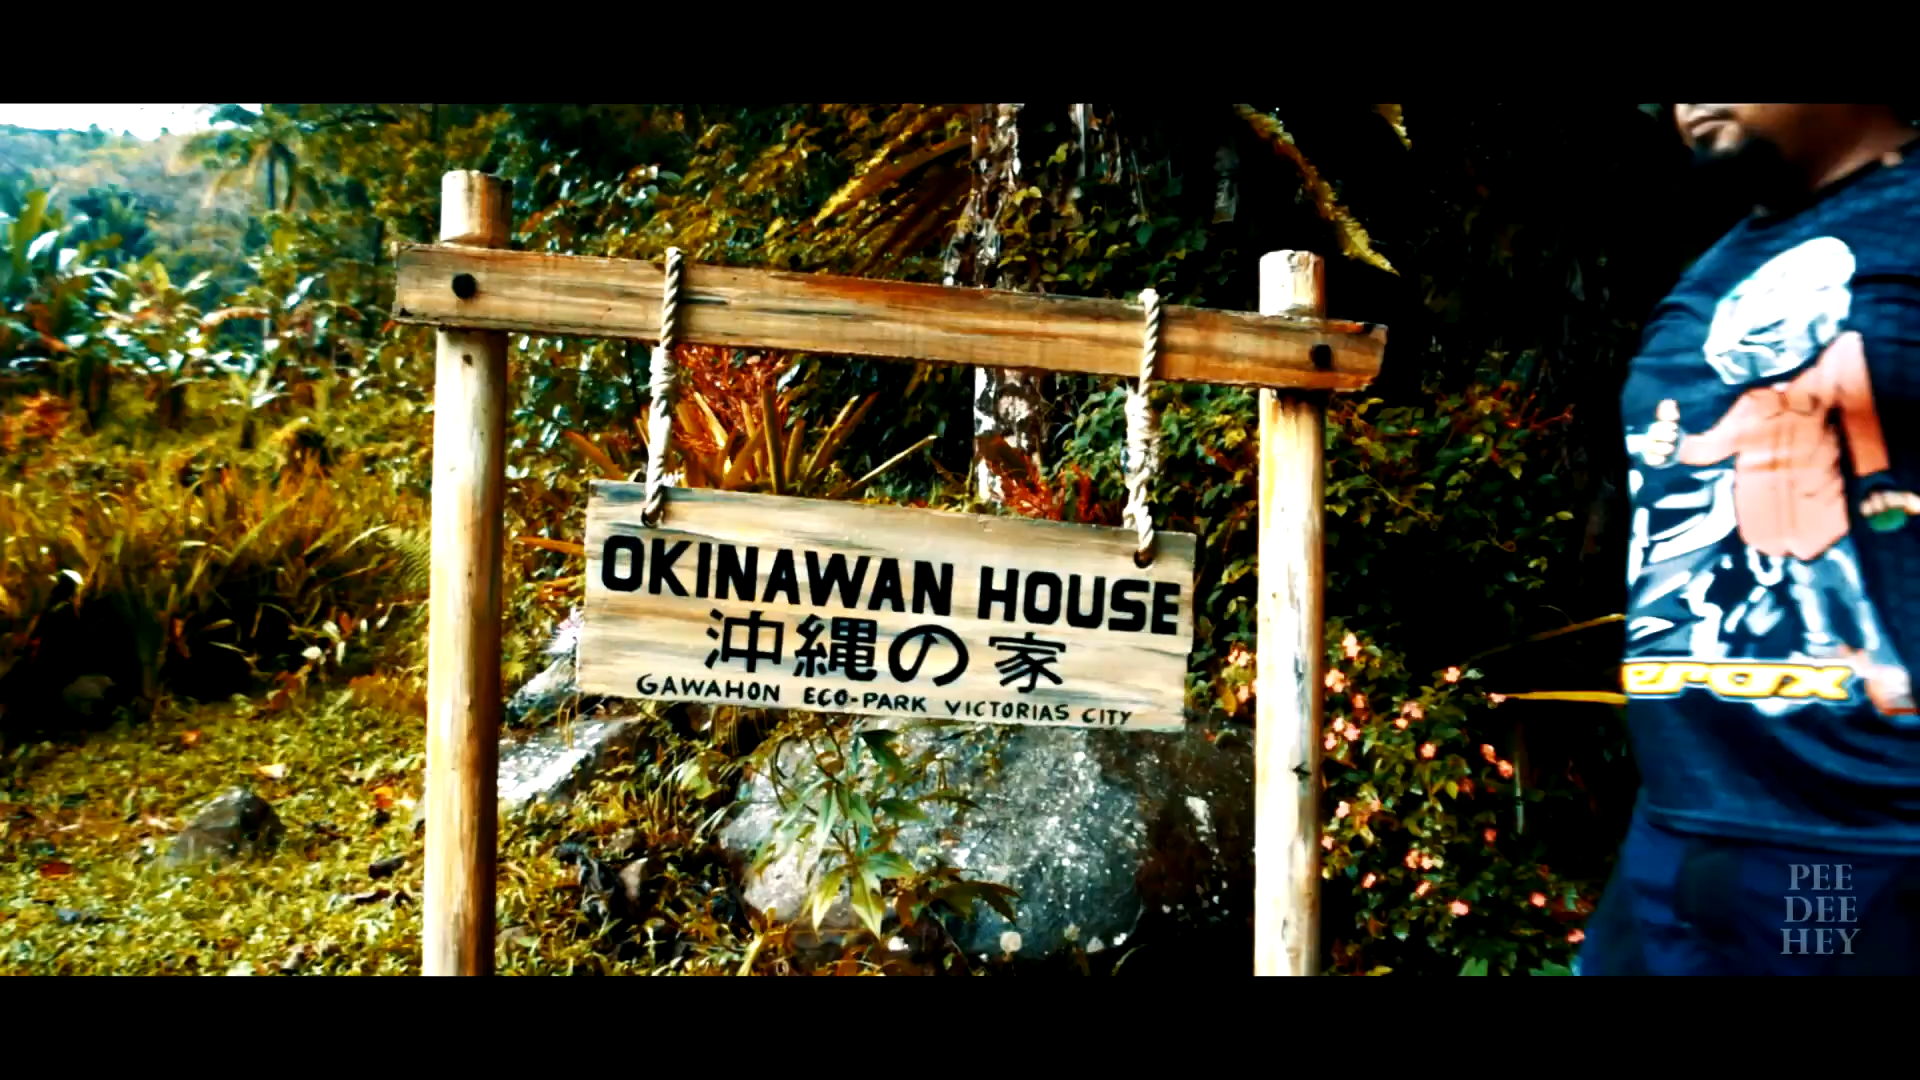 OKINAWAN HOUSE
沖縄の家
GAWAHON ECO-PARK VICTORIAS CITY
PEE
DEE
HEY